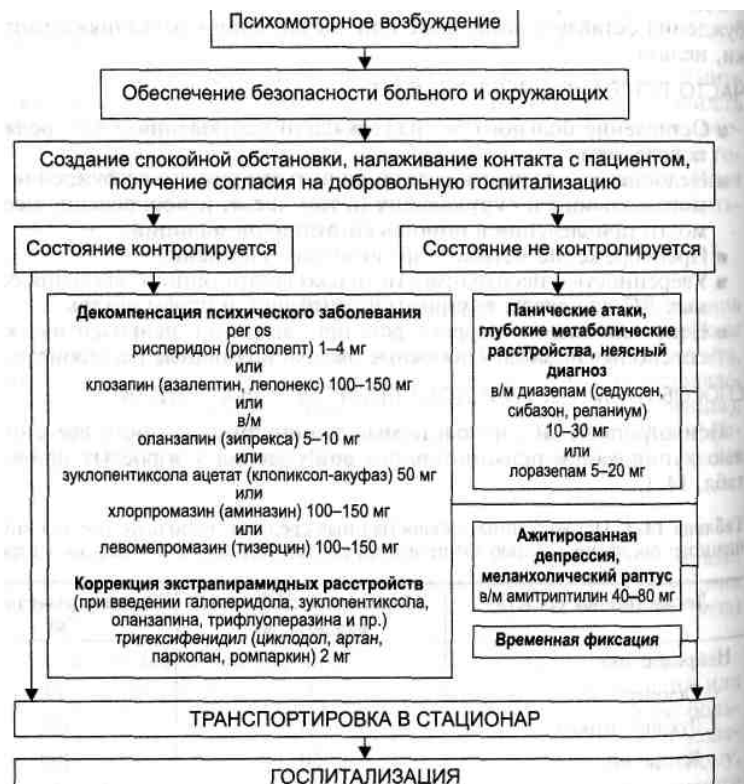 Психомоторное возбуждение
Обеспечение безопасности больного и окружающих
Создание спокойной обстановки, налаживание контакта с пациентом,
получение согласия на добровольную госпитализацию
Состояние контролируется
Состояние не контролируется
Декомпенсация психического заболевания
per os
рисперидон (рисполепт) 1–4 мг
или
клозапин (азалептин, лепонекс) 100–150 мг
или
в/м
оланзапин (зипрекса) 5–10 мг
или
зуклопентиксола ацетат (клопиксол-акуфаз) 50 мг
или
хлорпромазин (аминазин) 100–150 мг
или
левомепромазин (тизерцин) 100–150 мг
Коррекция экстрапирамидных расстройств
(при введении галоперидола, зуклопентиксола,
оланзапина, трифлуоперазина и пр.)
тригексифенидил (циклодол, артан,
паркопан, ромпаркин) 2 мг
Панические атаки,
глубокие метаболические
расстройства, неясный
диагноз
в/м диазепам (седуксен,
сибазон, реланиум)
10–30 мг
или
лоразепам 5–20 мг
Ажитированная
депрессия,
меланхолический раптус
в/м амитриптилин 40–80 мг
Временная фиксация
ТРАНСПОРТИРОВКА В СТАЦИОНАР
ГОСПИТАЛИЗАЦИЯ